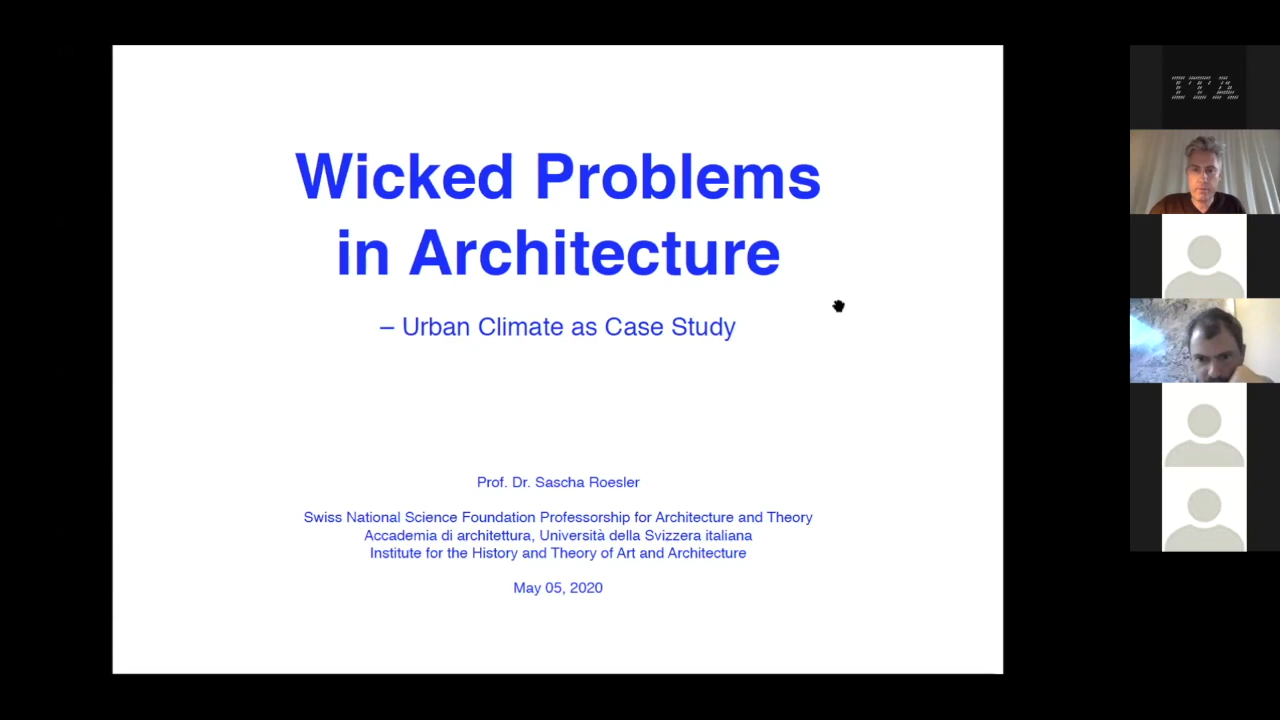 Wicked Problems
in Architecture
– Urban Climate as Case Study
Prof. Dr. Sascha Roesler
Swiss National Science Foundation Professorship for Architecture and Theory
Accademia di architettura, Università della Svizzera italiana
Institute for the History and Theory of Art and Architecture
May 05, 2020
ITA